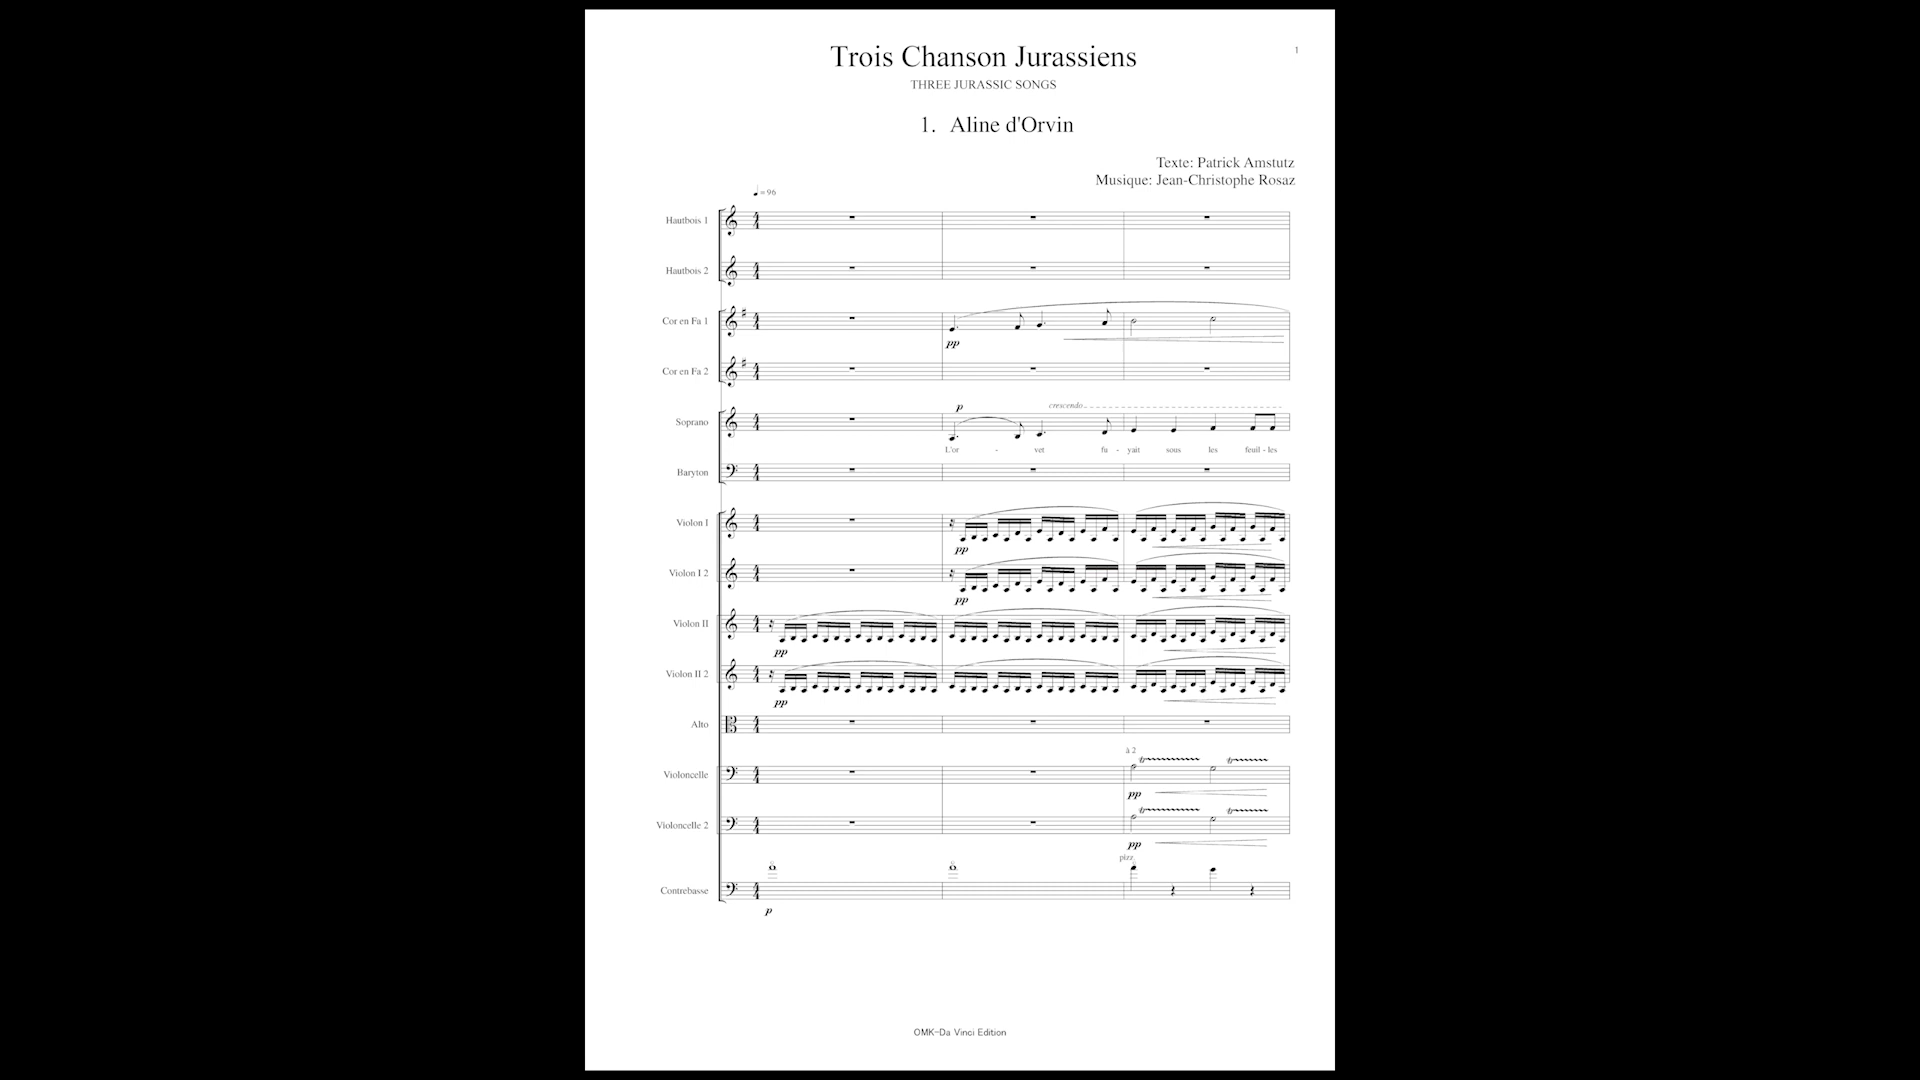 Trois Chanson Jurassiens
1
THREE JURASSIC SONGS
1. Aline d'Orvin
Texte: Patrick Amstutz
Musique: Jean-Christophe Rosaz
= 96
Hautbois 1
Hautbois 2
Cor en Fa 1
pp
Cor en Fa 2
p crescendo
Soprano
L'or - vet fu - yait sous les feuil - les
Baryton
Violon I
pp
Violon I 2
pp
Violon II
pp
Violon II 2
pp
Alto
à 2
Violoncelle
pp
Violoncelle 2
pp
pizz.
Contrebasse
p
OMK-Da Vinci Edition